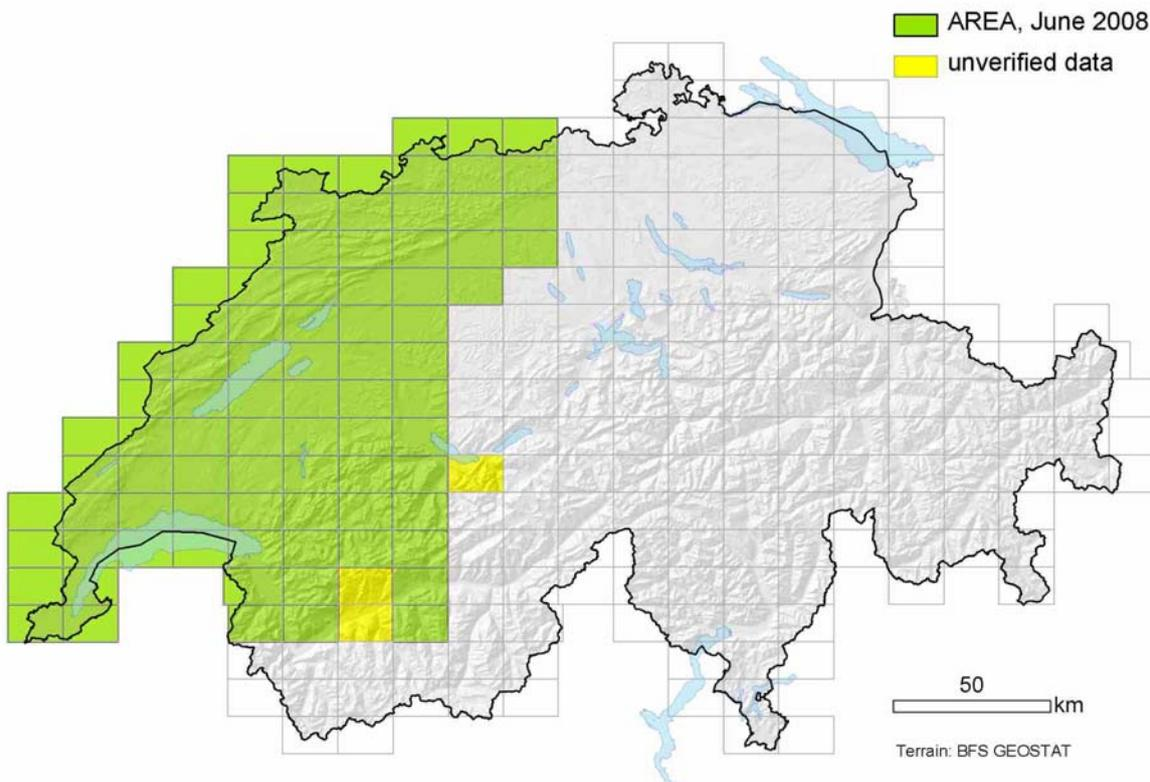 AREA, June 2008
unverified data
50
km
Terrain: BFS GEOSTAT